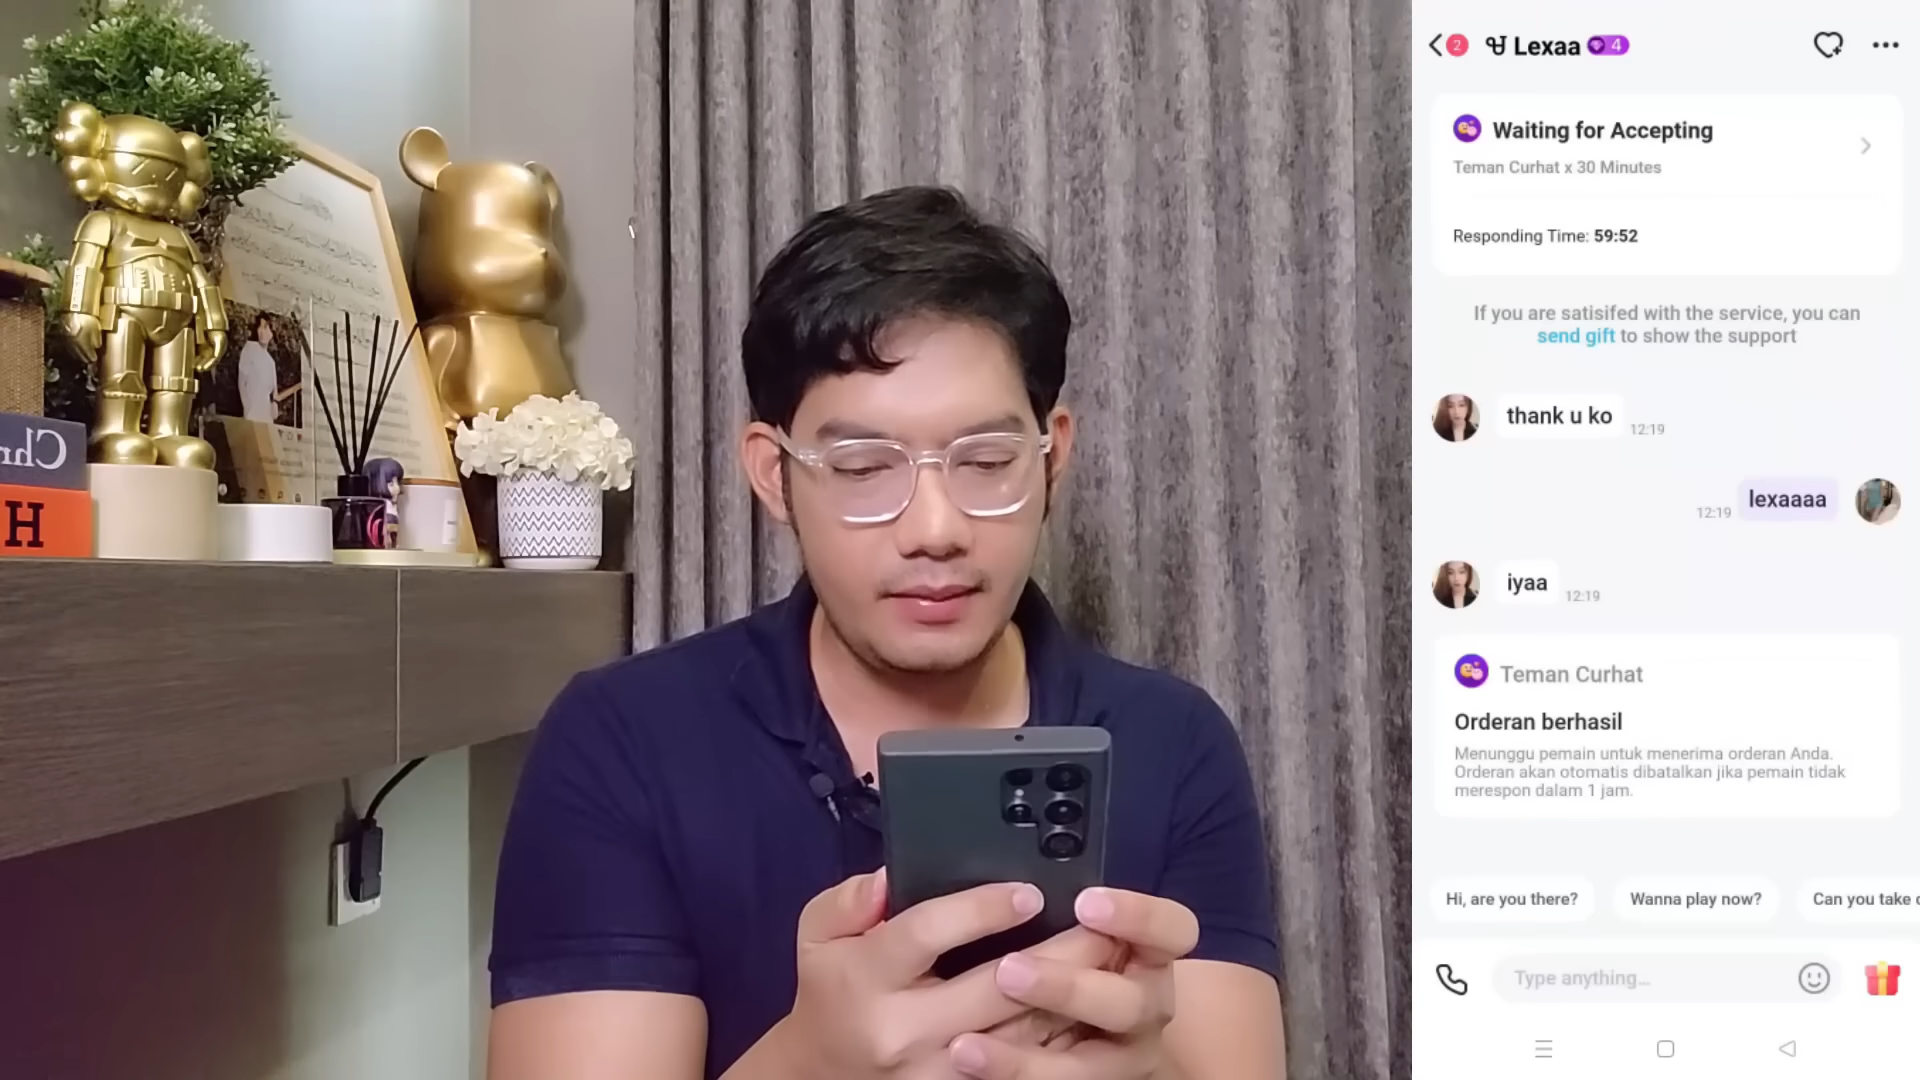 Chr
H
2
Lexaa
4
Waiting for Accepting
Teman Curhat x 30 Minutes
Responding Time: 59:52
If you are satisifed with the service, you can
send gift to show the support
thank u ko
12:19
12:19
lexaaaa
iyaa
12:19
Teman Curhat
Orderan berhasil
Menunggu pemain untuk menerima orderan Anda.
Orderan akan otomatis dibatalkan jika pemain tidak
merespon dalam 1 jam.
Hi, are you there?
Wanna play now?
Can you take
Type anything...